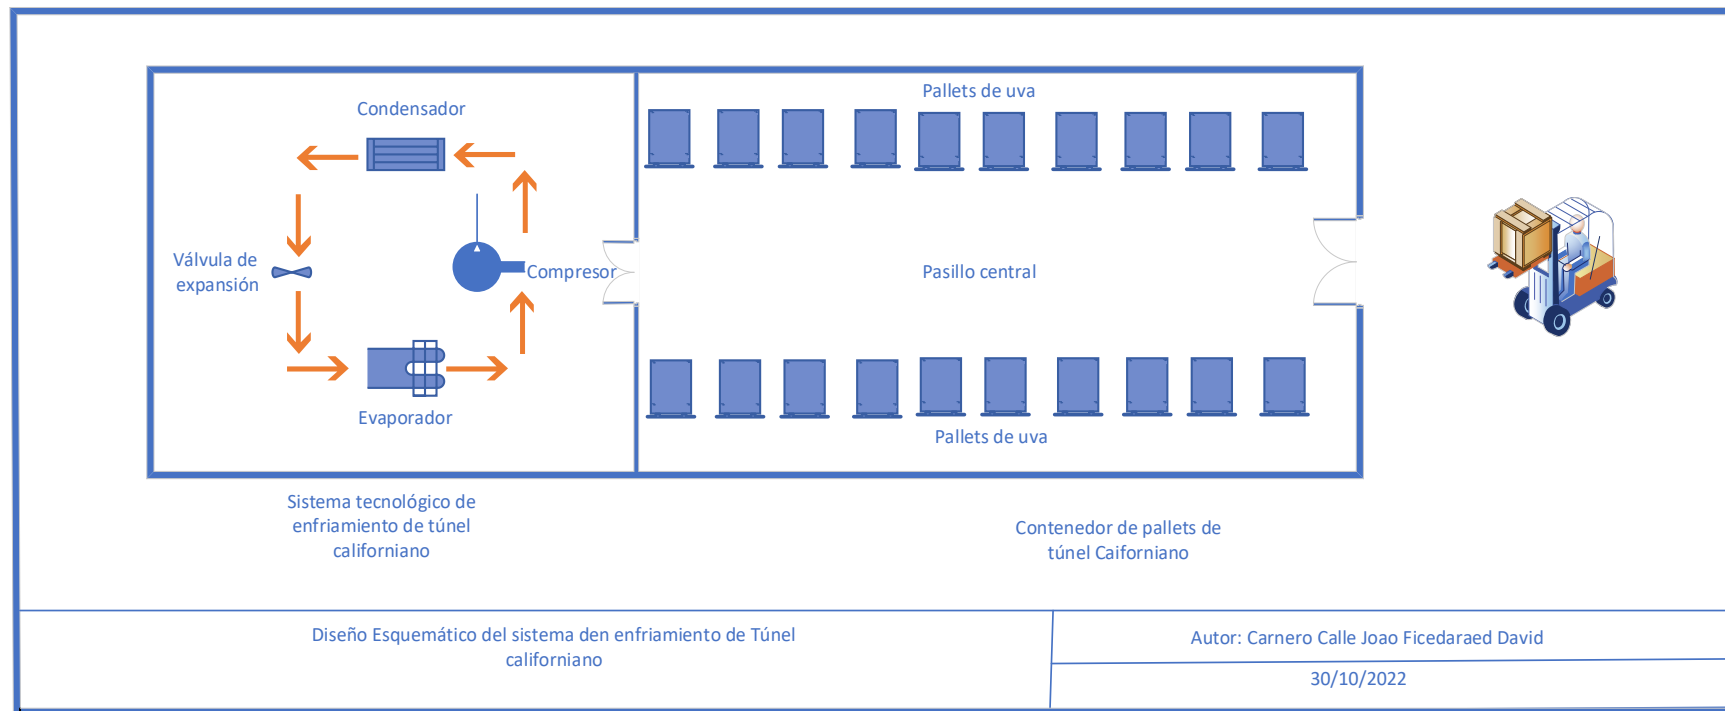 Condensador
Pallets de uva
Válvula de
expansión
Compresor
Pasillo central
Evaporador
Pallets de uva
Sistema tecnológico de
enfriamiento de túnel
californiano
Contenedor de pallets de
túnel Caiforniano
Diseño Esquemático del sistema den enfriamiento de Túnel
californiano
Autor: Carnero Calle Joao Ficedaraed David
30/10/2022